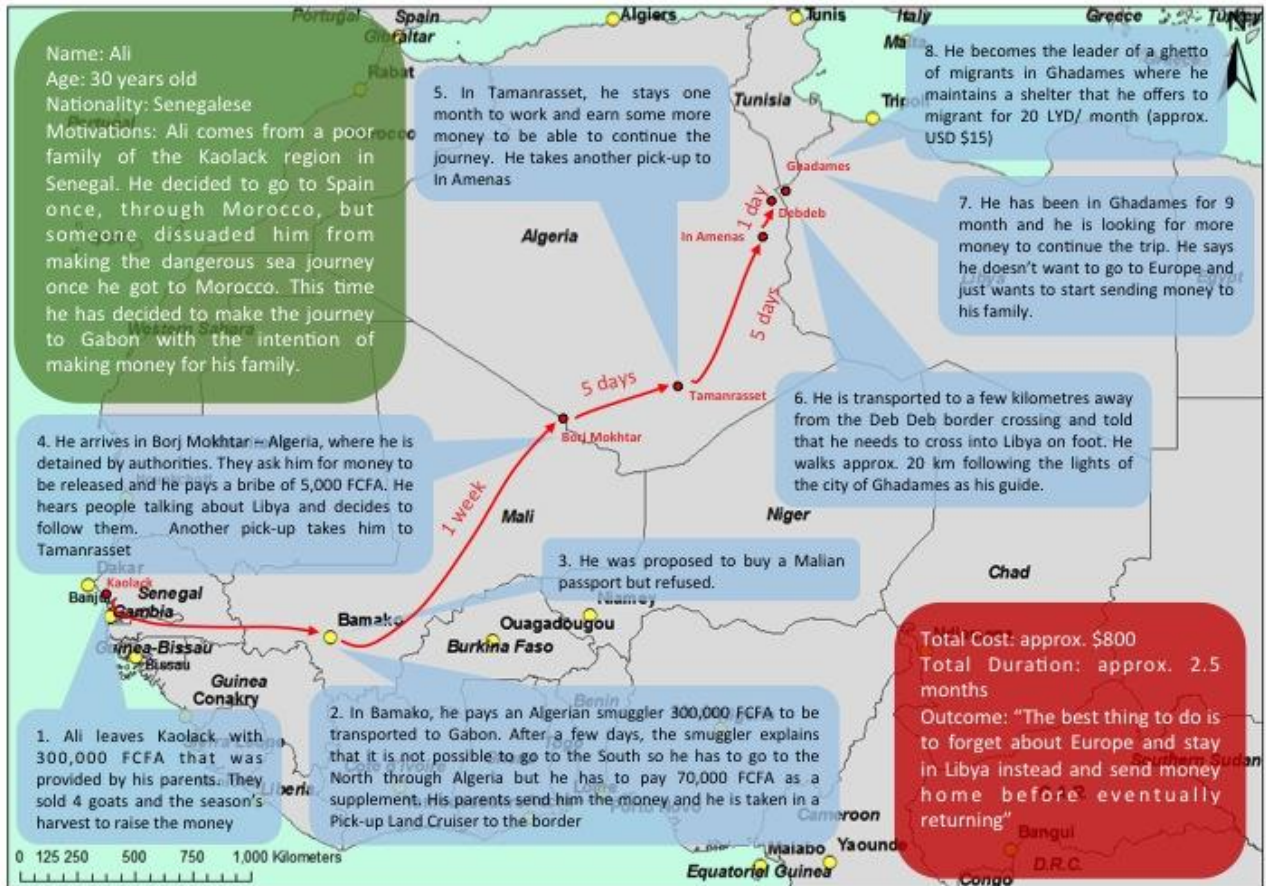 Portugal
Spain
Algiers
Tunis
Italy
Greece
Turkey
N
Gibraltar
Rabat
Malta
Tunisia
Tripoli
Name: Ali
Age: 30 years old
Nationality: Senegalese
Motivations: Ali comes from a poor
family of the Kaolack region in
Senegal. He decided to go to Spain
once, through Morocco, but
someone dissuaded him from
making the dangerous sea journey
once he got to Morocco. This time
he has decided to make the journey
to Gabon with the intention of
making money for his family.
Western Sahara
5. In Tamanrasset, he stays one
month to work and earn some more
money to be able to continue the
journey. He takes another pick-up to
In Amenas
8. He becomes the leader of a ghetto
of migrants in Ghadames where he
maintains a shelter that he offers to
migrant for 20 LYD/ month (approx.
USD $15)
Ghadames
1 day
Debdeb
In Amenas
Algeria
7. He has been in Ghadames for 9
month and he is looking for more
money to continue the trip. He says
he doesn't want to go to Europe and
just wants to start sending money to
his family.
Libya
Egypt
5 days
5 days
Tamanrasset
Borj Mokhtar
6. He is transported to a few kilometres away
from the Deb Deb border crossing and told
that he needs to cross into Libya on foot. He
walks approx. 20 km following the lights of
the city of Ghadames as his guide.
4. He arrives in Borj Mokhtar – Algeria, where he is
detained by authorities. They ask him for money to
be released and he pays a bribe of 5,000 FCFA. He
hears people talking about Libya and decides to
follow them. Another pick-up takes him to
Tamanrasset
1 week
Mali
Niger
Chad
3. He was proposed to buy a Malian
passport but refused.
Dakar
Kaolack
Banjul
Senegal
Gambia
Bamako
Niamey
Ouagadougou
Burkina Faso
Guinea-Bissau
Bissau
Guinea
Conakry
Benin
1. Ali leaves Kaolack with
300,000 FCFA that was
provided by his parents. They
sold 4 goats and the season's
harvest to raise the money
Sierra Leone
Liberia
2. In Bamako, he pays an Algerian smuggler 300,000 FCFA to be
transported to Gabon. After a few days, the smuggler explains
that it is not possible to go to the South so he has to go to the
North through Algeria but he has to pay 70,000 FCFA as a
supplement. His parents send him the money and he is taken in a
Pick-up Land Cruiser to the border
Togo
Porto Novo
Total Cost: approx. $800
Total Duration: approx. 2.5
months
Outcome: "The best thing to do is
to forget about Europe and stay
in Libya instead and send money
home before eventually
returning"
Southern Sudan
C.A.R.
Cameroon
Bangui
Malabo
Yaounde
Equatorial Guinea
Congo
D.R.C.
0 125 250 500 750 1,000 Kilometers